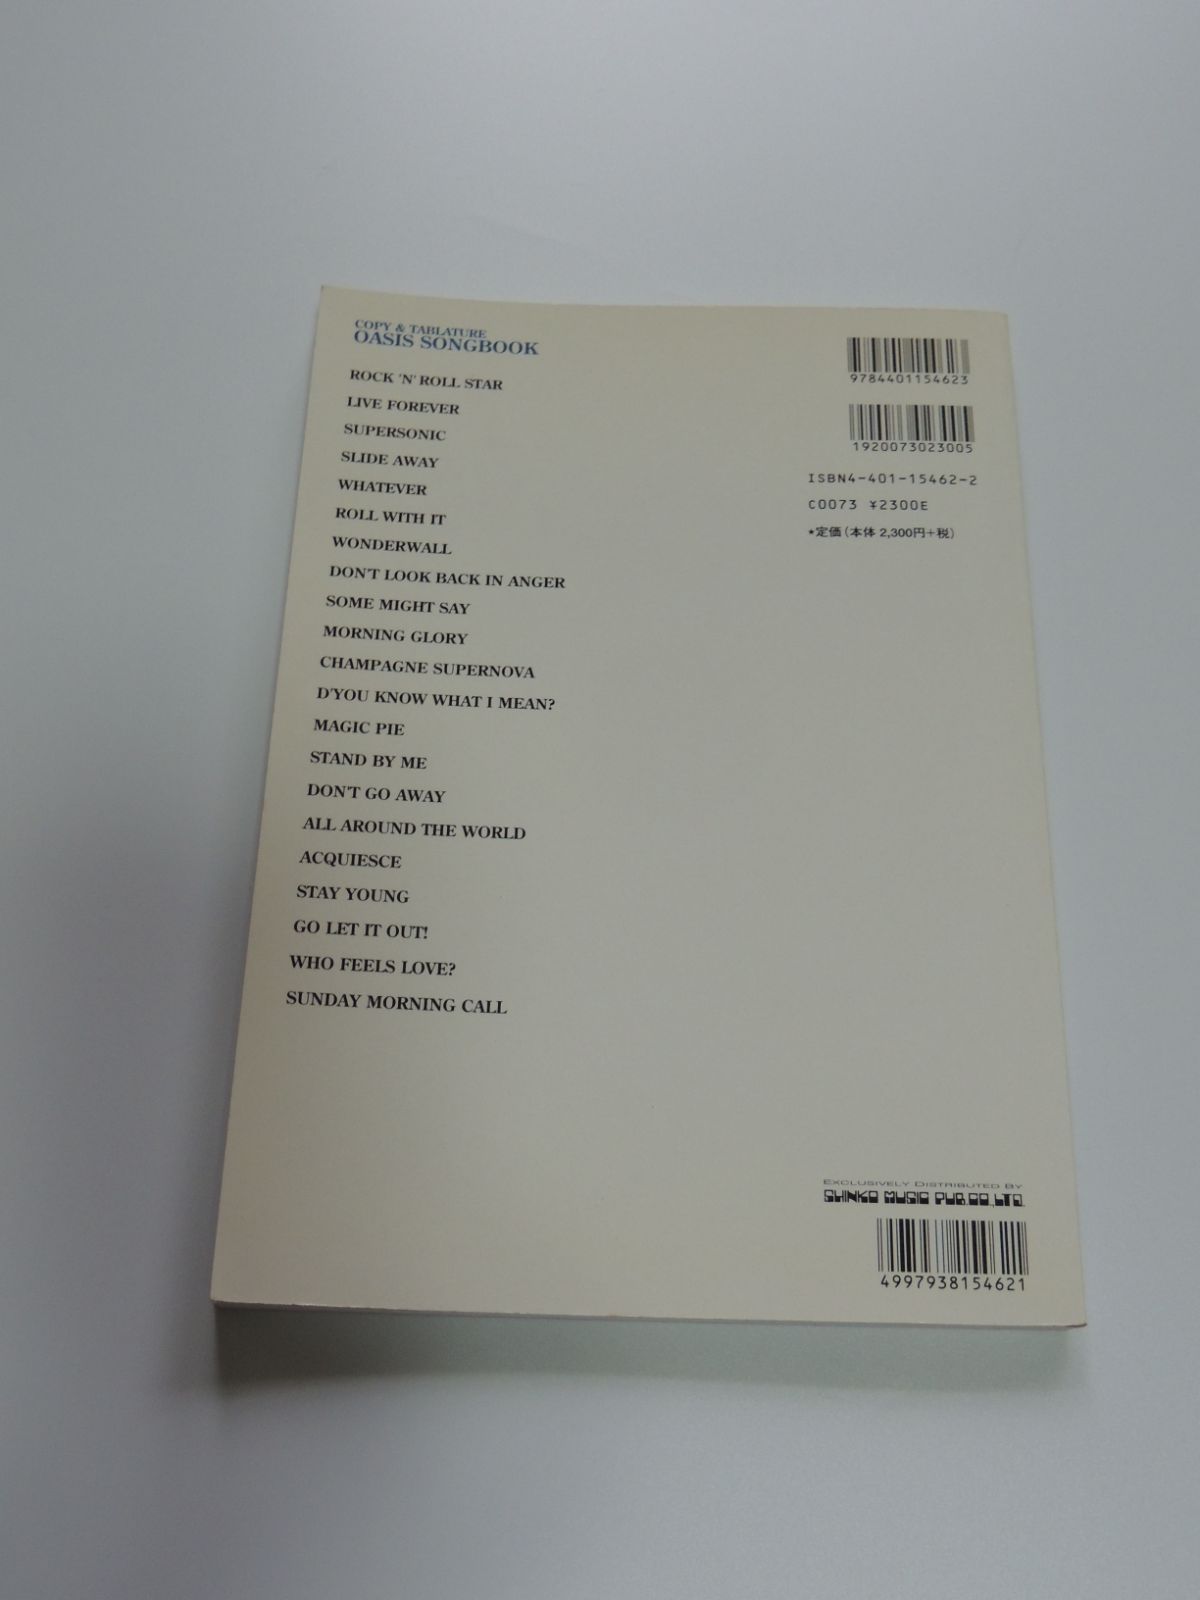 COPY & TABLATURE
OASIS SONGBOOK
ROCK 'N' ROLL STAR
LIVE FOREVER
SUPERSONIC
SLIDE AWAY
WHATEVER
ROLL WITH IT
WONDERWALL
DON'T LOOK BACK IN ANGER
SOME MIGHT SAY
MORNING GLORY
CHAMPAGNE SUPERNOVA
D'YOU KNOW WHAT I MEAN?
MAGIC PIE
STAND BY ME
DON'T GO AWAY
ALL AROUND THE WORLD
ACQUIESCE
STAY YOUNG
GO LET IT OUT!
WHO FEELS LOVE?
SUNDAY MORNING CALL
9784401154623
1920073023005
ISBN4-401-15462-2
C0073 ¥2300E
★定価(本体 2,300円+税)
EXCLUSIVELY DISTRIBUTED BY
SHINKO MUSIC PUB.CO.,LTD.
4997938154621